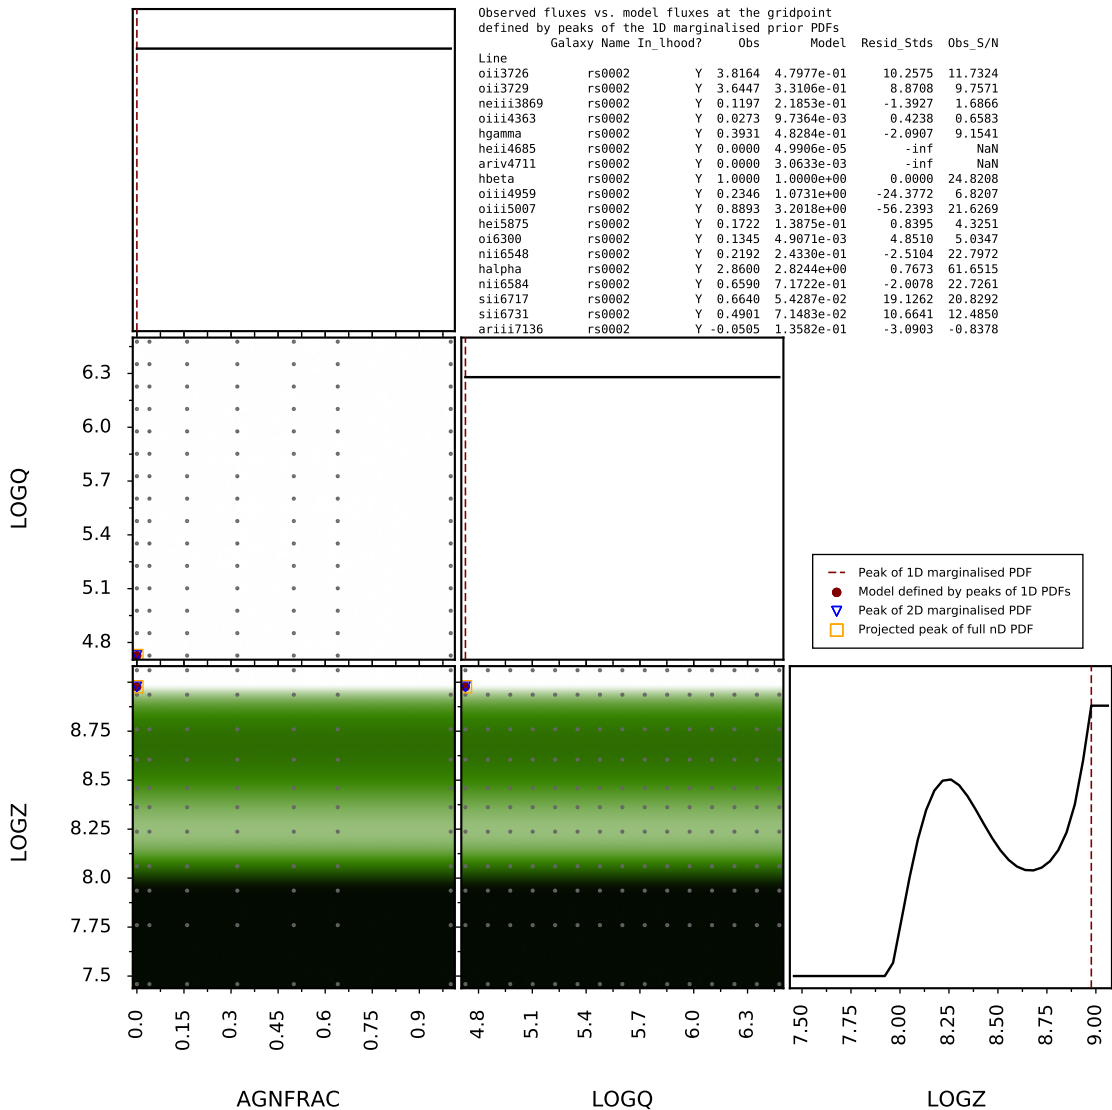 Observed fluxes vs. model fluxes at the gridpoint
defined by peaks of the 1D marginalised prior PDFs
Galaxy Name In_lhood? Obs Model Resid_Stds Obs_S/N
Line
oii3726 rs0002 Y 3.8164 4.7977e-01 10.2575 11.7324
oii3729 rs0002 Y 3.6447 3.3106e-01 8.8708 9.7571
neiii3869 rs0002 Y 0.1197 2.1853e-01 -1.3927 1.6866
oiii4363 rs0002 Y 0.0273 9.7364e-03 0.4238 0.6583
hgamma rs0002 Y 0.3931 4.8284e-01 -2.0907 9.1541
heii4685 rs0002 Y 0.0000 4.9906e-05 -inf NaN
ariv4711 rs0002 Y 0.0000 3.0633e-03 -inf NaN
hbeta rs0002 Y 1.0000 1.0000e+00 0.0000 24.8208
oiii4959 rs0002 Y 0.2346 1.0731e+00 -24.3772 6.8207
oiii5007 rs0002 Y 0.8893 3.2018e+00 -56.2393 21.6269
hei5875 rs0002 Y 0.1722 1.3875e-01 0.8395 4.3251
oi6300 rs0002 Y 0.1345 4.9071e-03 4.8510 5.0347
nii6548 rs0002 Y 0.2192 2.4330e-01 -2.5104 22.7972
halpha rs0002 Y 2.8600 2.8244e+00 0.7673 61.6515
nii6584 rs0002 Y 0.6590 7.1722e-01 -2.0078 22.7261
sii6717 rs0002 Y 0.6640 5.4287e-02 19.1262 20.8292
sii6731 rs0002 Y 0.4901 7.1483e-02 10.6641 12.4850
ariii7136 rs0002 Y -0.0505 1.3582e-01 -3.0903 -0.8378
6.3
6.0
5.7
5.4
5.1
4.8
LOGQ
Peak of 1D marginalised PDF
Model defined by peaks of 1D PDFs
Peak of 2D marginalised PDF
Projected peak of full nD PDF
8.75
8.5
8.25
8.0
7.75
7.5
LOGZ
0.0 0.15 0.3 0.45 0.6 0.75 0.9
4.8 5.1 5.4 5.7 6.0 6.3
7.50 7.75 8.00 8.25 8.50 8.75 9.00
AGNFRAC LOGQ LOGZ